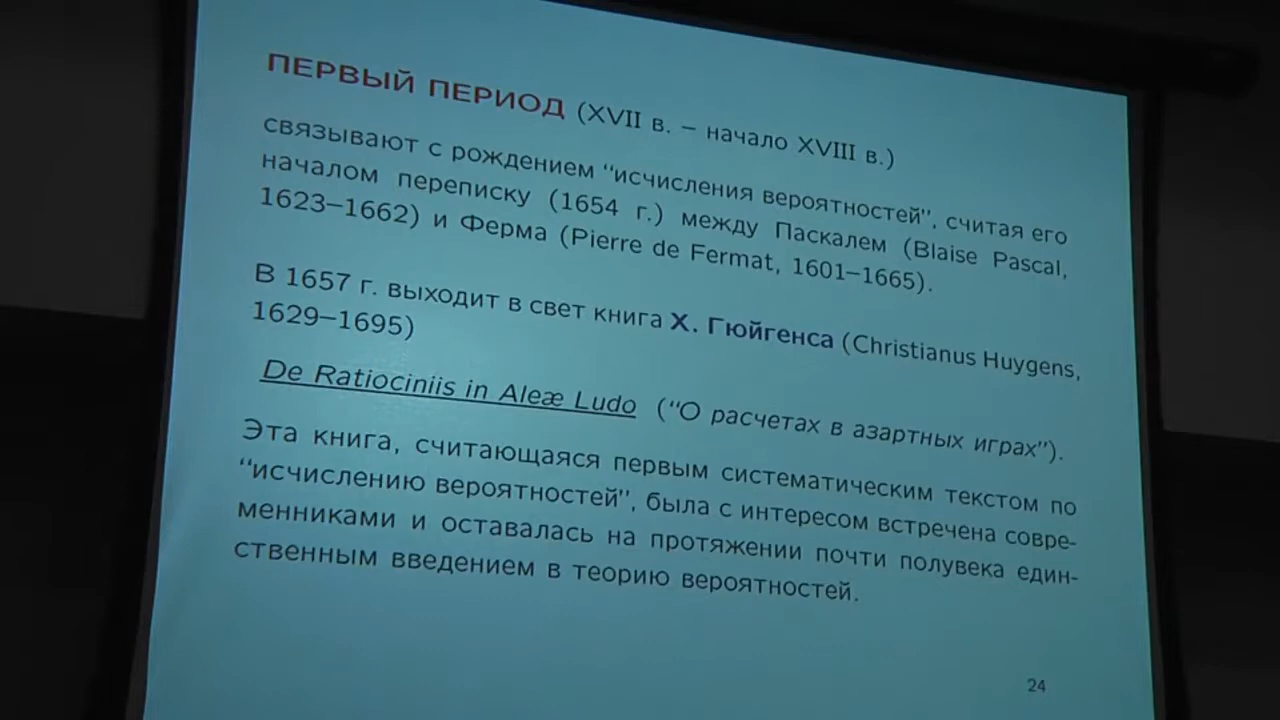 ПЕРВЫЙ ПЕРИОД (XVII в. – начало XVIII в.)
связывают с рождением “исчисления вероятностей”, считая его
началом переписку (1654 г.) между Паскалем (Blaise Pascal,
1623–1662) и Ферма (Pierre de Fermat, 1601–1665).
В 1657 г. выходит в свет книга Х. Гюйгенса (Christianus Huygens,
1629–1695)
De Ratiociniis in Aleæ Ludo (“О расчетах в азартных играх”).
Эта книга, считающаяся первым систематическим текстом по
“исчислению вероятностей”, была с интересом встречена совре-
менниками и оставалась на протяжении почти полувека един-
ственным введением в теорию вероятностей.
24